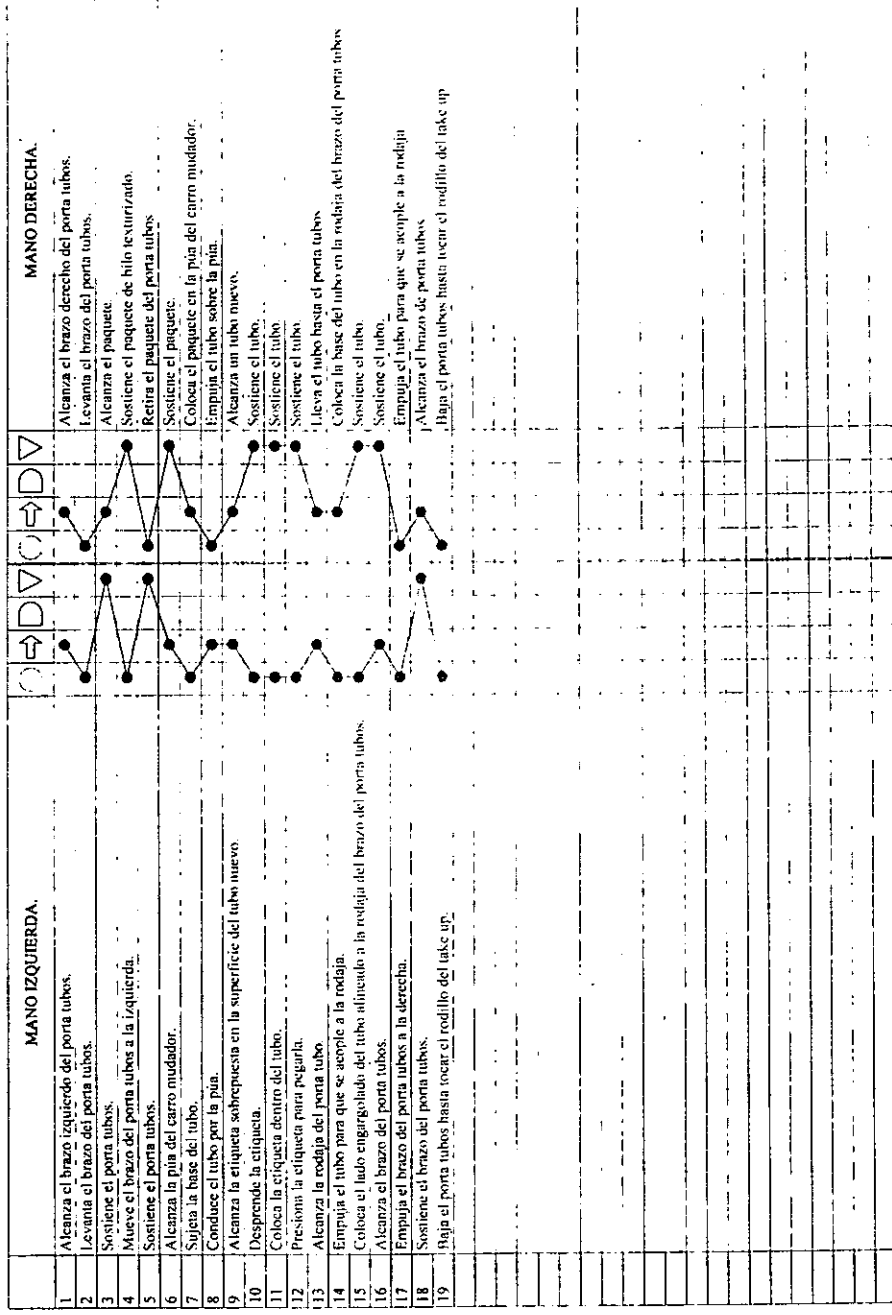 MANO IZQUIERDA. MANO DERECHA.
1 Alcanza el brazo izquierdo del porta tubos. Alcanza el brazo derecho del porta tubos.
2 Levanta el brazo del porta tubos. Levanta el brazo del porta tubos.
3 Sostiene el porta tubos. Alcanza el paquete.
4 Mueve el brazo del porta tubos a la izquierda. Sostiene el paquete de hilo texturizado.
5 Sostiene el porta tubos. Retira el paquete del porta tubos
6 Alcanza la púa del carro mudador. Sostiene el paquete.
7 Sujeta la base del tubo. Coloca el paquete en la púa del carro mudador.
8 Conduce el tubo por la púa. Empuja el tubo sobre la púa.
9 Alcanza la etiqueta sobrepuesta en la superficie del tubo nuevo. Alcanza un tubo nuevo.
10 Desprende la etiqueta. Sostiene el tubo.
11 Coloca la etiqueta dentro del tubo. Sostiene el tubo.
12 Presiona la etiqueta para pegarla. Sostiene el tubo.
13 Alcanza la rodaja del porta tubo. Lleva el tubo hasta el porta tubos
14 Empuja el tubo para que se acople a la rodaja. Coloca la base del tubo en la rodaja del brazo del porta tubos
15 Coloca el lado engargolado del tubo alineado a la rodaja del brazo del porta tubos. Sostiene el tubo.
16 Alcanza el brazo del porta tubos. Sostiene el tubo.
17 Empuja el brazo del porta tubos a la derecha. Empuja el tubo para que se acople a la rodaja
18 Sostiene el brazo del porta tubos. Alcanza el brazo de porta tubos
19 Baja el porta tubos hasta tocar el rodillo del take up. Baja el porta tubos hasta tocar el rodillo del take up